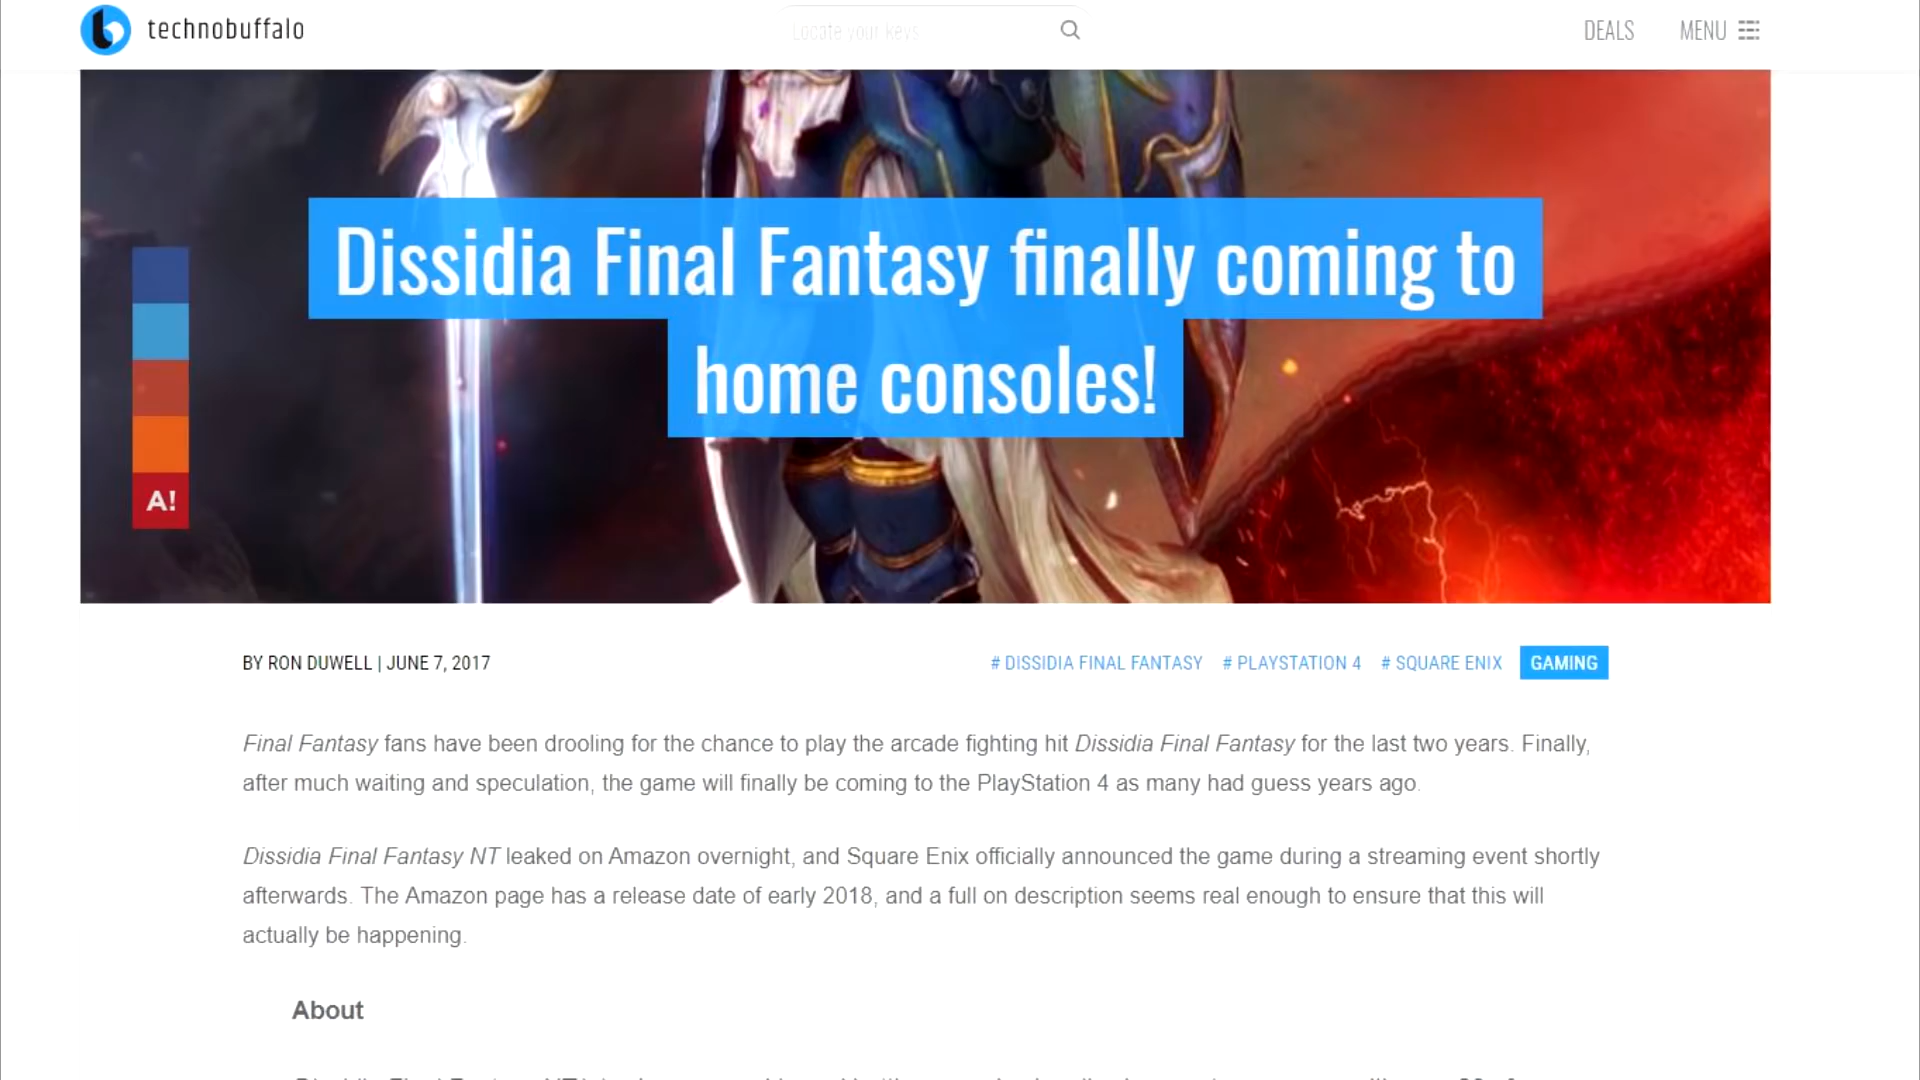 technobuffalo
Locate your keys
DEALS
MENU
Dissidia Final Fantasy finally coming to
home consoles!
A!
BY RON DUWELL | JUNE 7, 2017
# DISSIDIA FINAL FANTASY # PLAYSTATION 4 # SQUARE ENIX GAMING
Final Fantasy fans have been drooling for the chance to play the arcade fighting hit Dissidia Final Fantasy for the last two years. Finally,
after much waiting and speculation, the game will finally be coming to the PlayStation 4 as many had guess years ago.
Dissidia Final Fantasy NT leaked on Amazon overnight, and Square Enix officially announced the game during a streaming event shortly
afterwards. The Amazon page has a release date of early 2018, and a full on description seems real enough to ensure that this will
actually be happening.
About